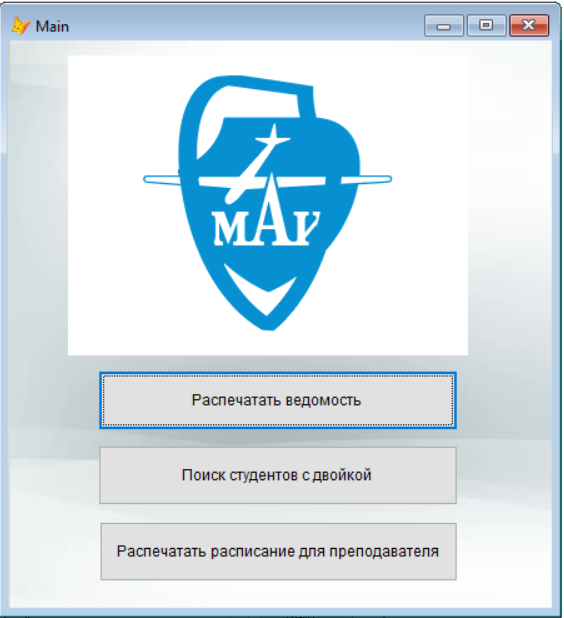 Main
МАИ
Распечатать ведомость
Поиск студентов с двойкой
Распечатать расписание для преподавателя